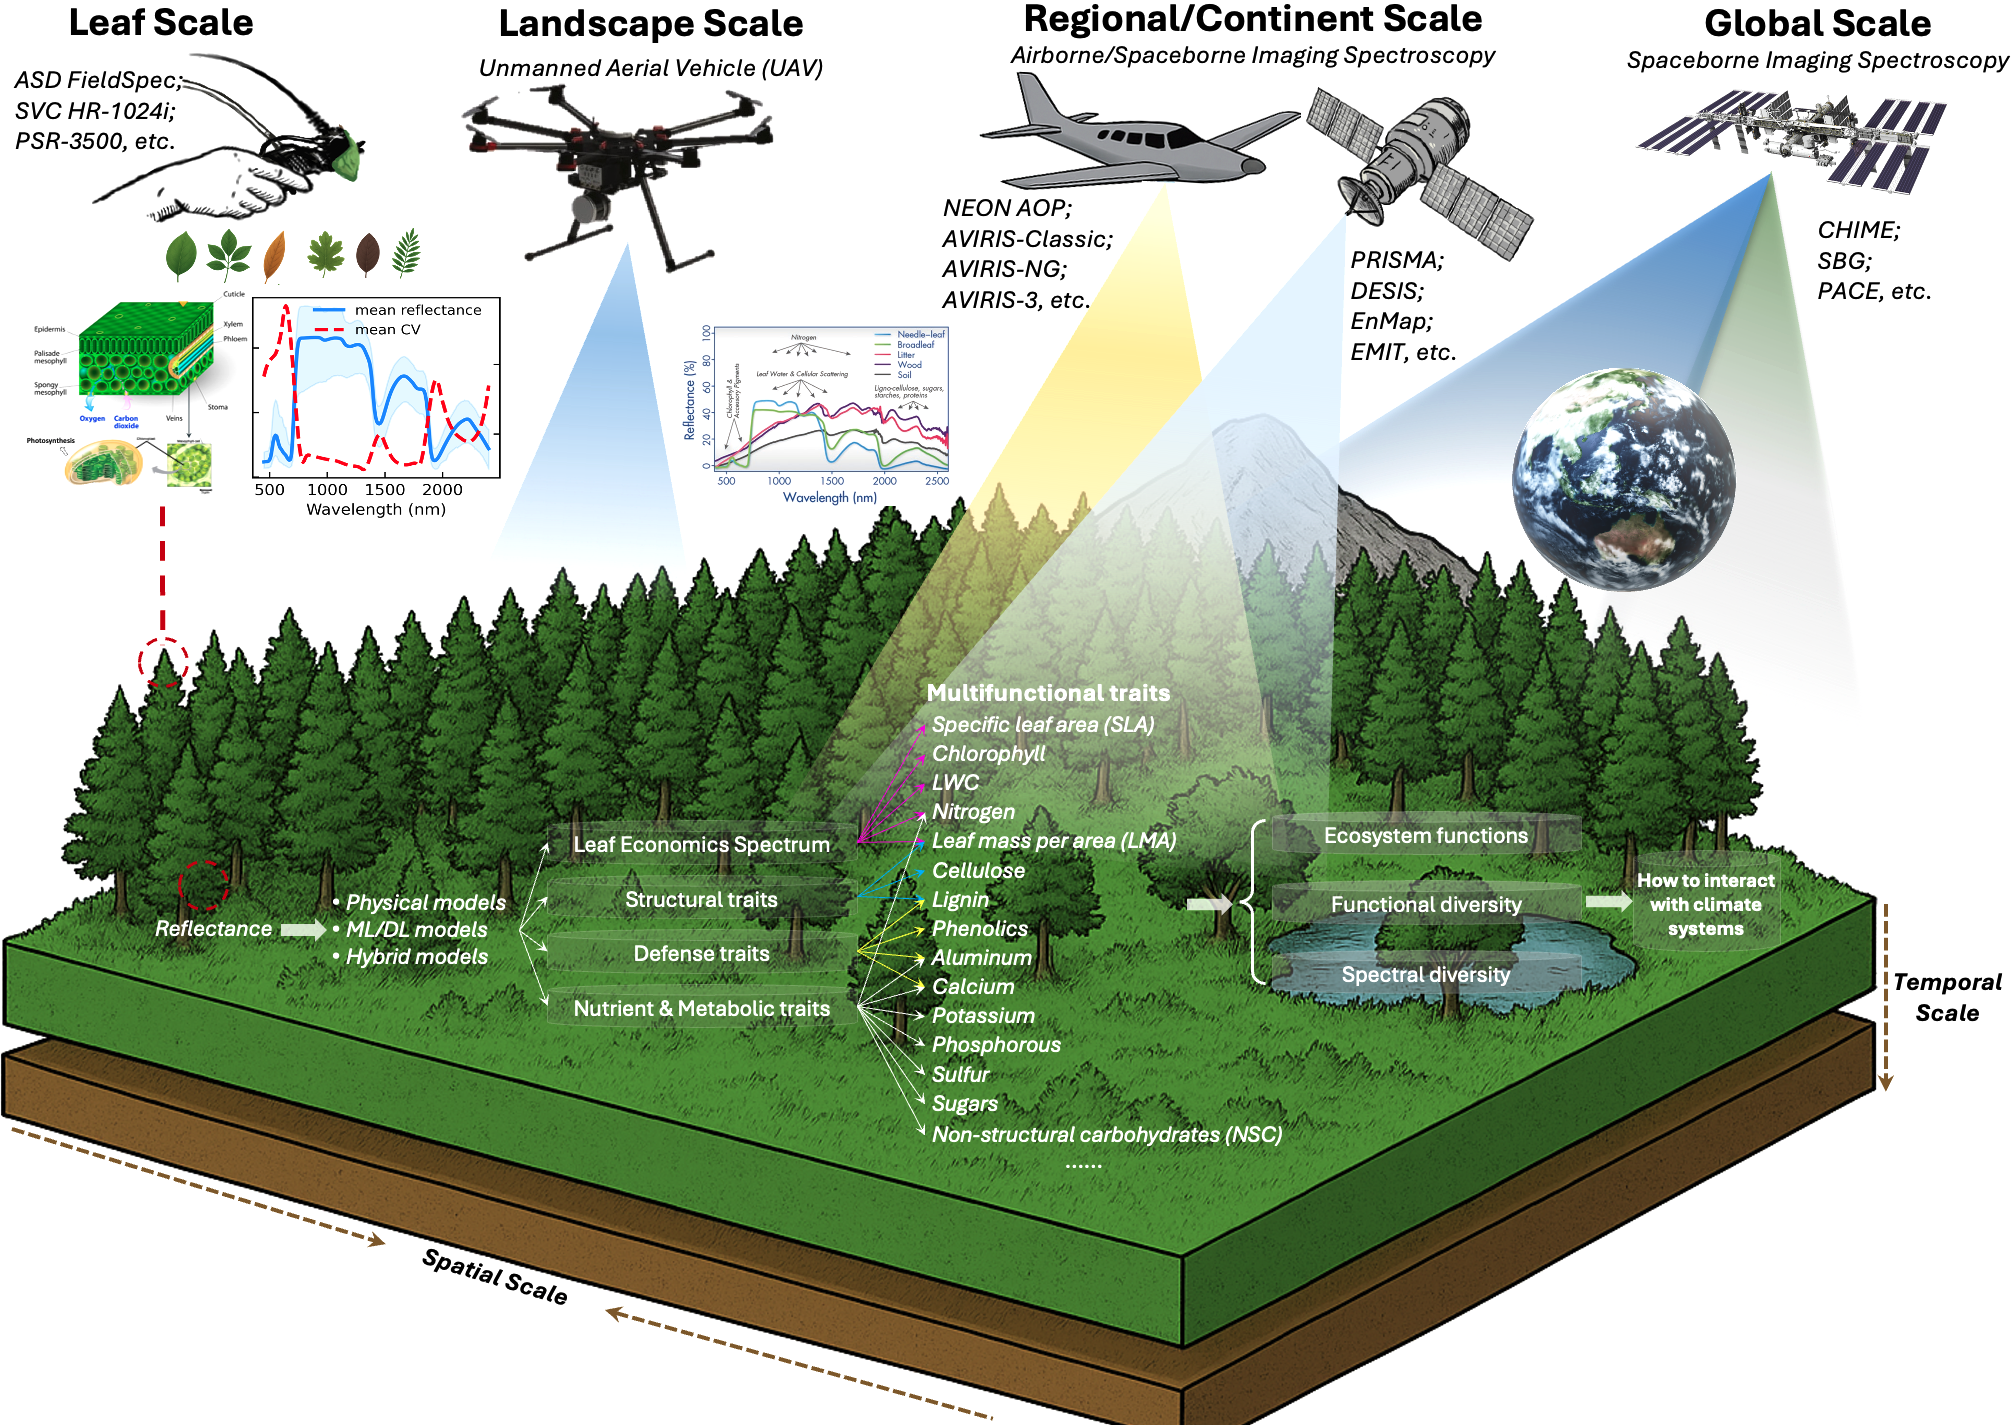 Leaf Scale
ASD FieldSpec;
SVC HR-1024i;
PSR-3500, etc.
Landscape Scale
Unmanned Aerial Vehicle (UAV)
Regional/Continent Scale
Airborne/Spaceborne Imaging Spectroscopy
NEON AOP;
AVIRIS-Classic;
AVIRIS-NG;
AVIRIS-3, etc.
PRISMA;
DESIS;
EnMap;
EMIT, etc.
Global Scale
Spaceborne Imaging Spectroscopy
CHIME;
SBG;
PACE, etc.
Cuticle
Epidermis
Xylem
Phloem
Palisade
mesophyll
Spongy
mesophyll
Stoma
Oxygen
Carbon
dioxide
Veins
Photosynthesis
mean reflectance
mean CV
500 1000 1500 2000
Wavelength (nm)
Reflectance (%)
100
80
60
40
20
0
Nitrogen
Needle-leaf
Broadleaf
Litter
Wood
Soil
Leaf Water & Cellular Scattering
Chlorophyll &
Accessory Pigments
Ligno-cellulose, sugars,
starches, proteins
500 1000 1500 2000 2500
Wavelength (nm)
Reflectance
• Physical models
• ML/DL models
• Hybrid models
Leaf Economics Spectrum
Structural traits
Defense traits
Nutrient & Metabolic traits
Multifunctional traits
Specific leaf area (SLA)
Chlorophyll
LWC
Nitrogen
Leaf mass per area (LMA)
Cellulose
Lignin
Phenolics
Aluminum
Calcium
Potassium
Phosphorous
Sulfur
Sugars
Non-structural carbohydrates (NSC)
......
Ecosystem functions
Functional diversity
Spectral diversity
How to interact
with climate
systems
Temporal
Scale
Spatial Scale